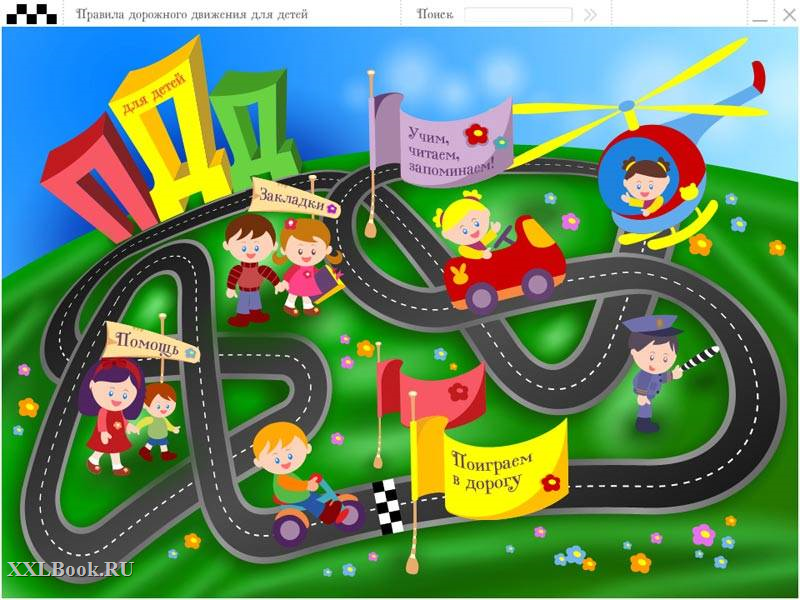 Правила дорожного движения для детей
Поиск
ПДД
для детей
Учим,
читаем,
запоминаем!
Закладки
Помощь
Поиграем
в дорогу
XXLBook.RU